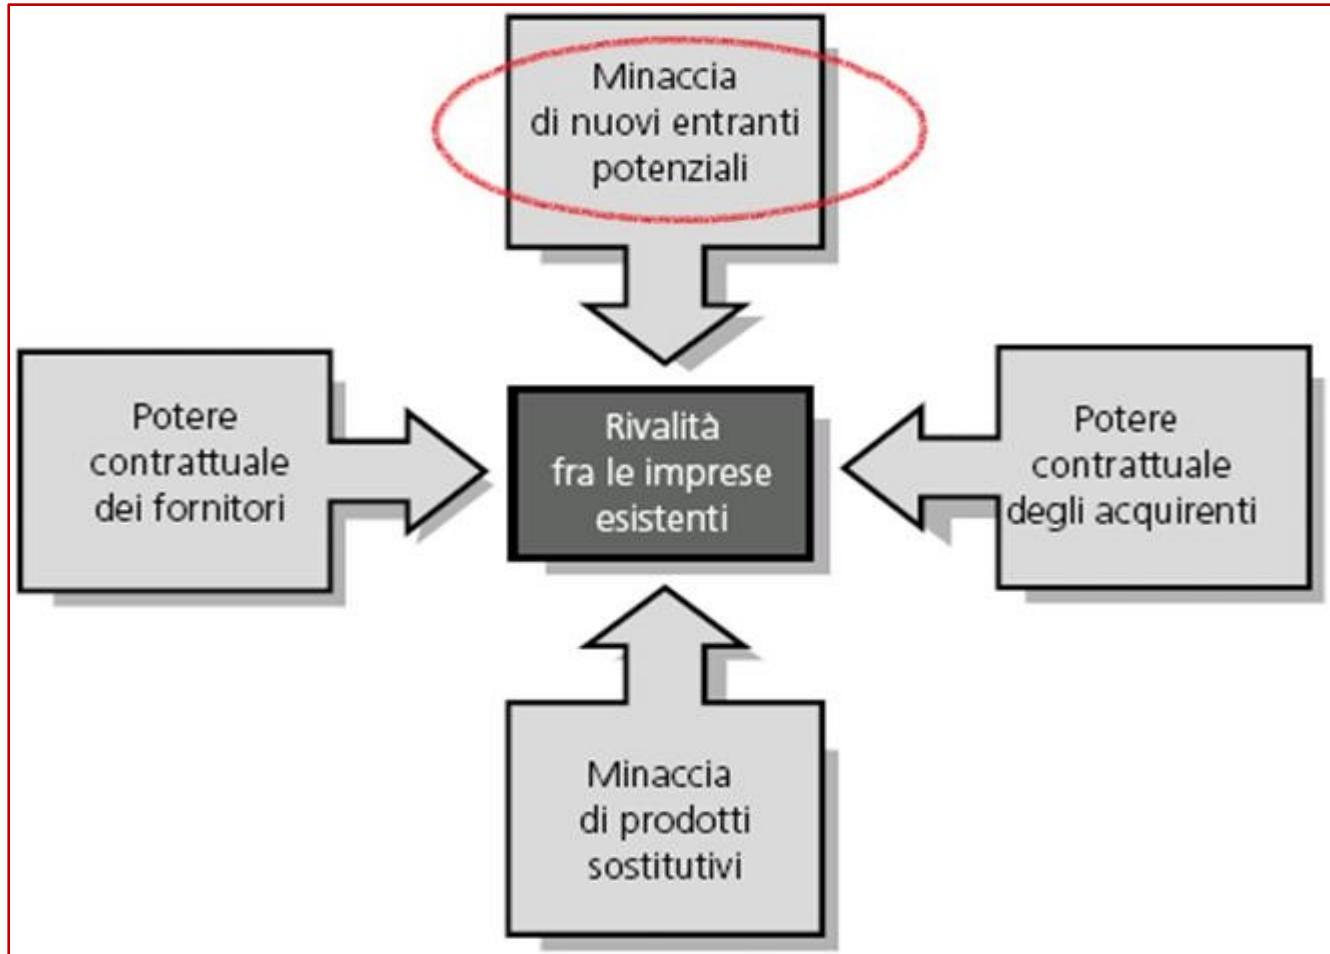 Minaccia
di nuovi entranti
potenziali
Potere
contrattuale
dei fornitori
Rivalità
fra le imprese
esistenti
Potere
contrattuale
degli acquirenti
Minaccia
di prodotti
sostitutivi